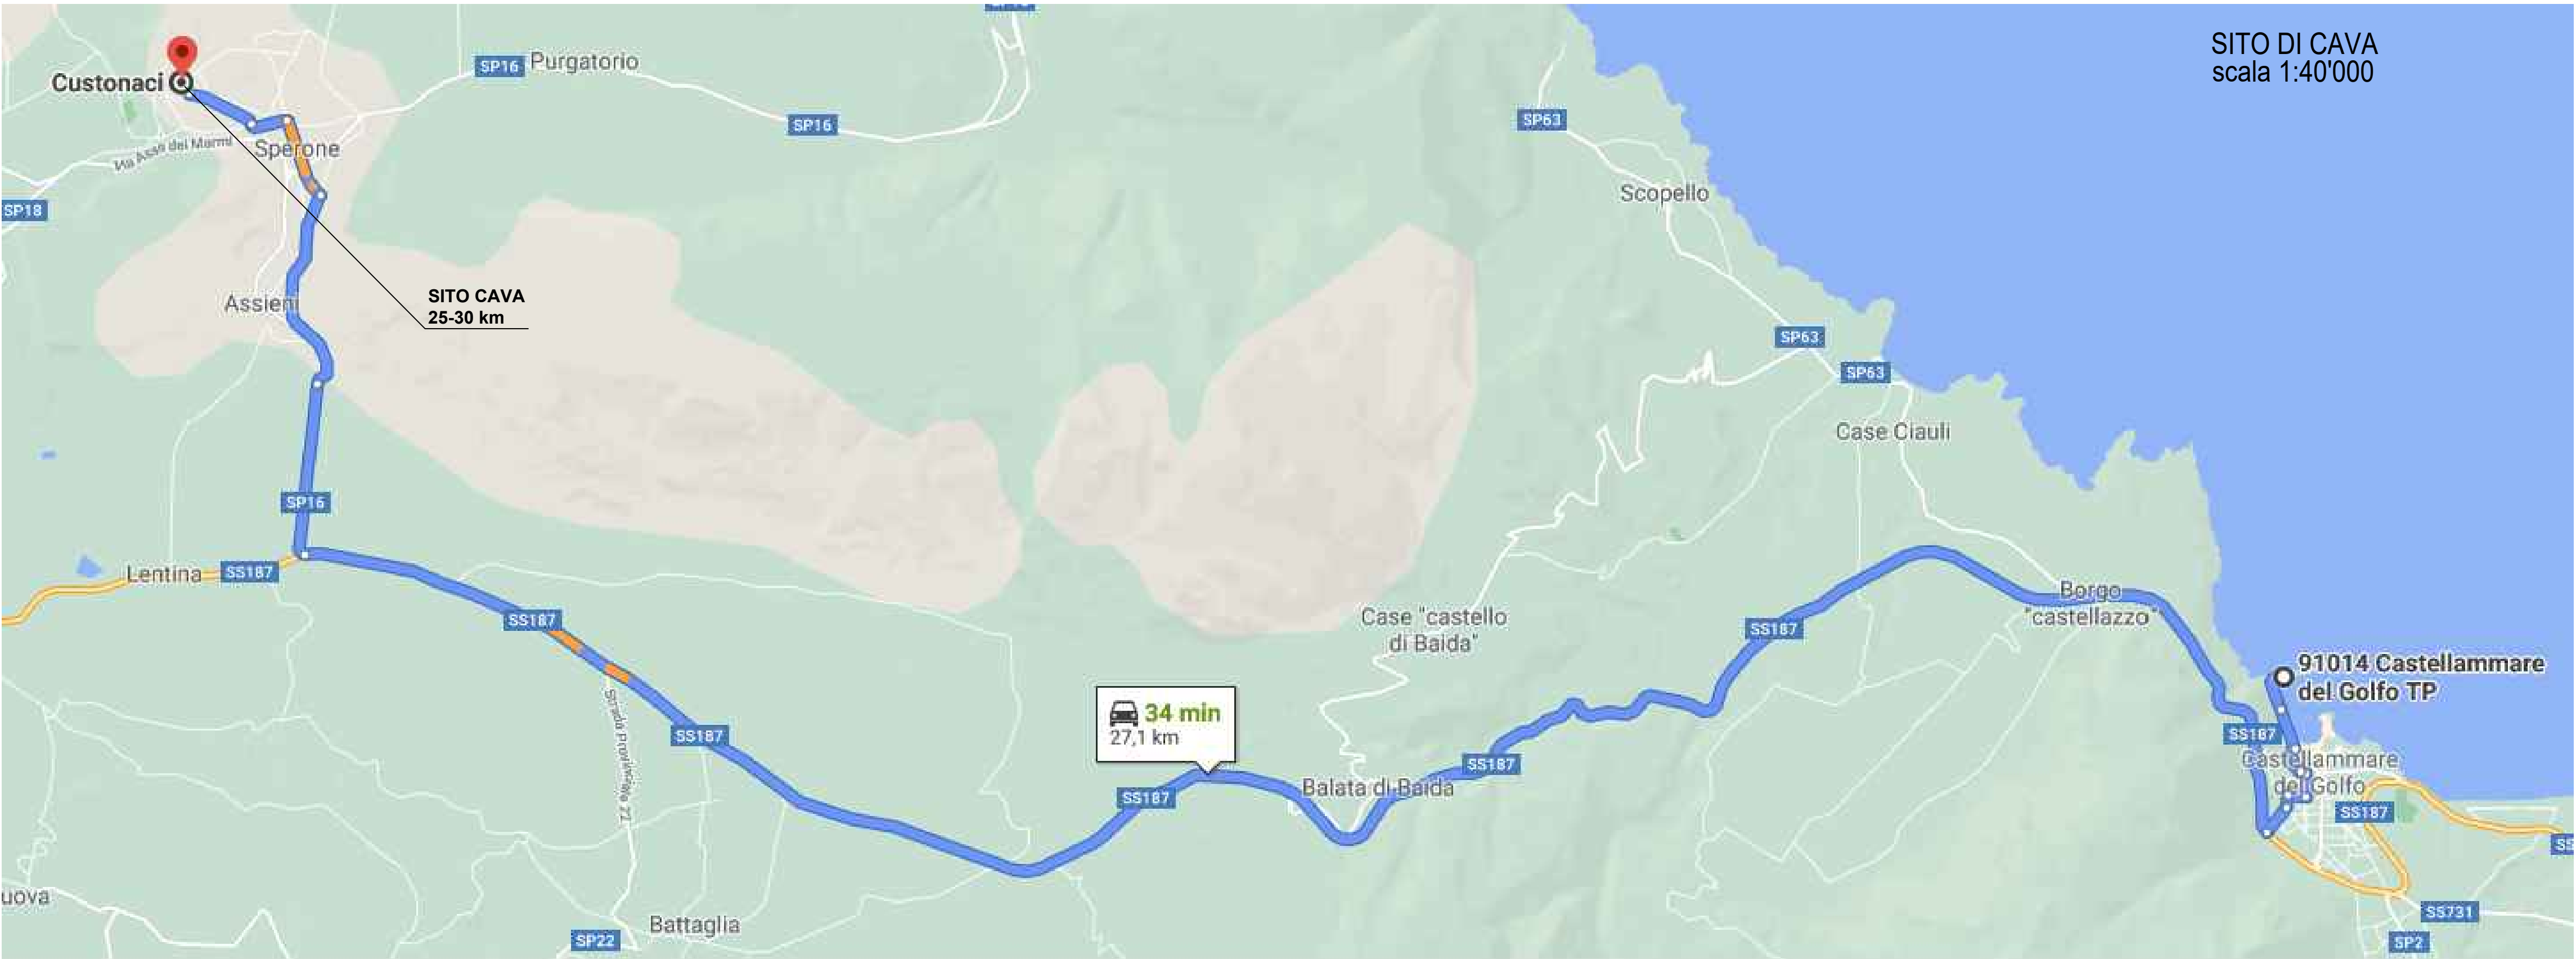 SITO DI CAVA
scala 1:40'000
Custonaci
SP16
Purgatorio
SP16
SP63
Via Assi dei Marmi
Sperone
SP18
Scopello
SITO CAVA
25-30 km
Assieni
SP63
SP63
Case Ciauli
SP16
Lentina
SS187
SS187
Case "castello
di Baida"
SS187
Borgo
"castellazzo"
91014 Castellammare
del Golfo TP
34 min
27,1 km
Strada Provinciale 22
SS187
SS187
SS187
Balata di Baida
SS187
Castellammare
del Golfo
SS187
SS
uova
Battaglia
SP22
SS731
SP2